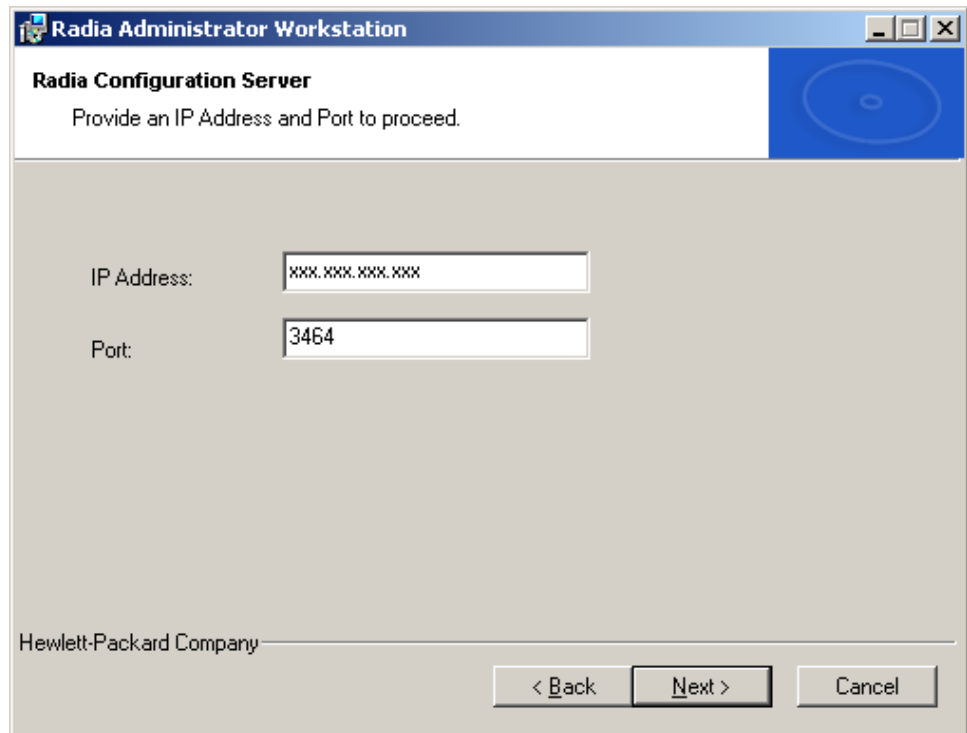 Radia Administrator Workstation
Radia Configuration Server
Provide an IP Address and Port to proceed.
IP Address: xxx.xxx.xxx.xxx
Port: 3464
Hewlett-Packard Company
< Back Next > Cancel